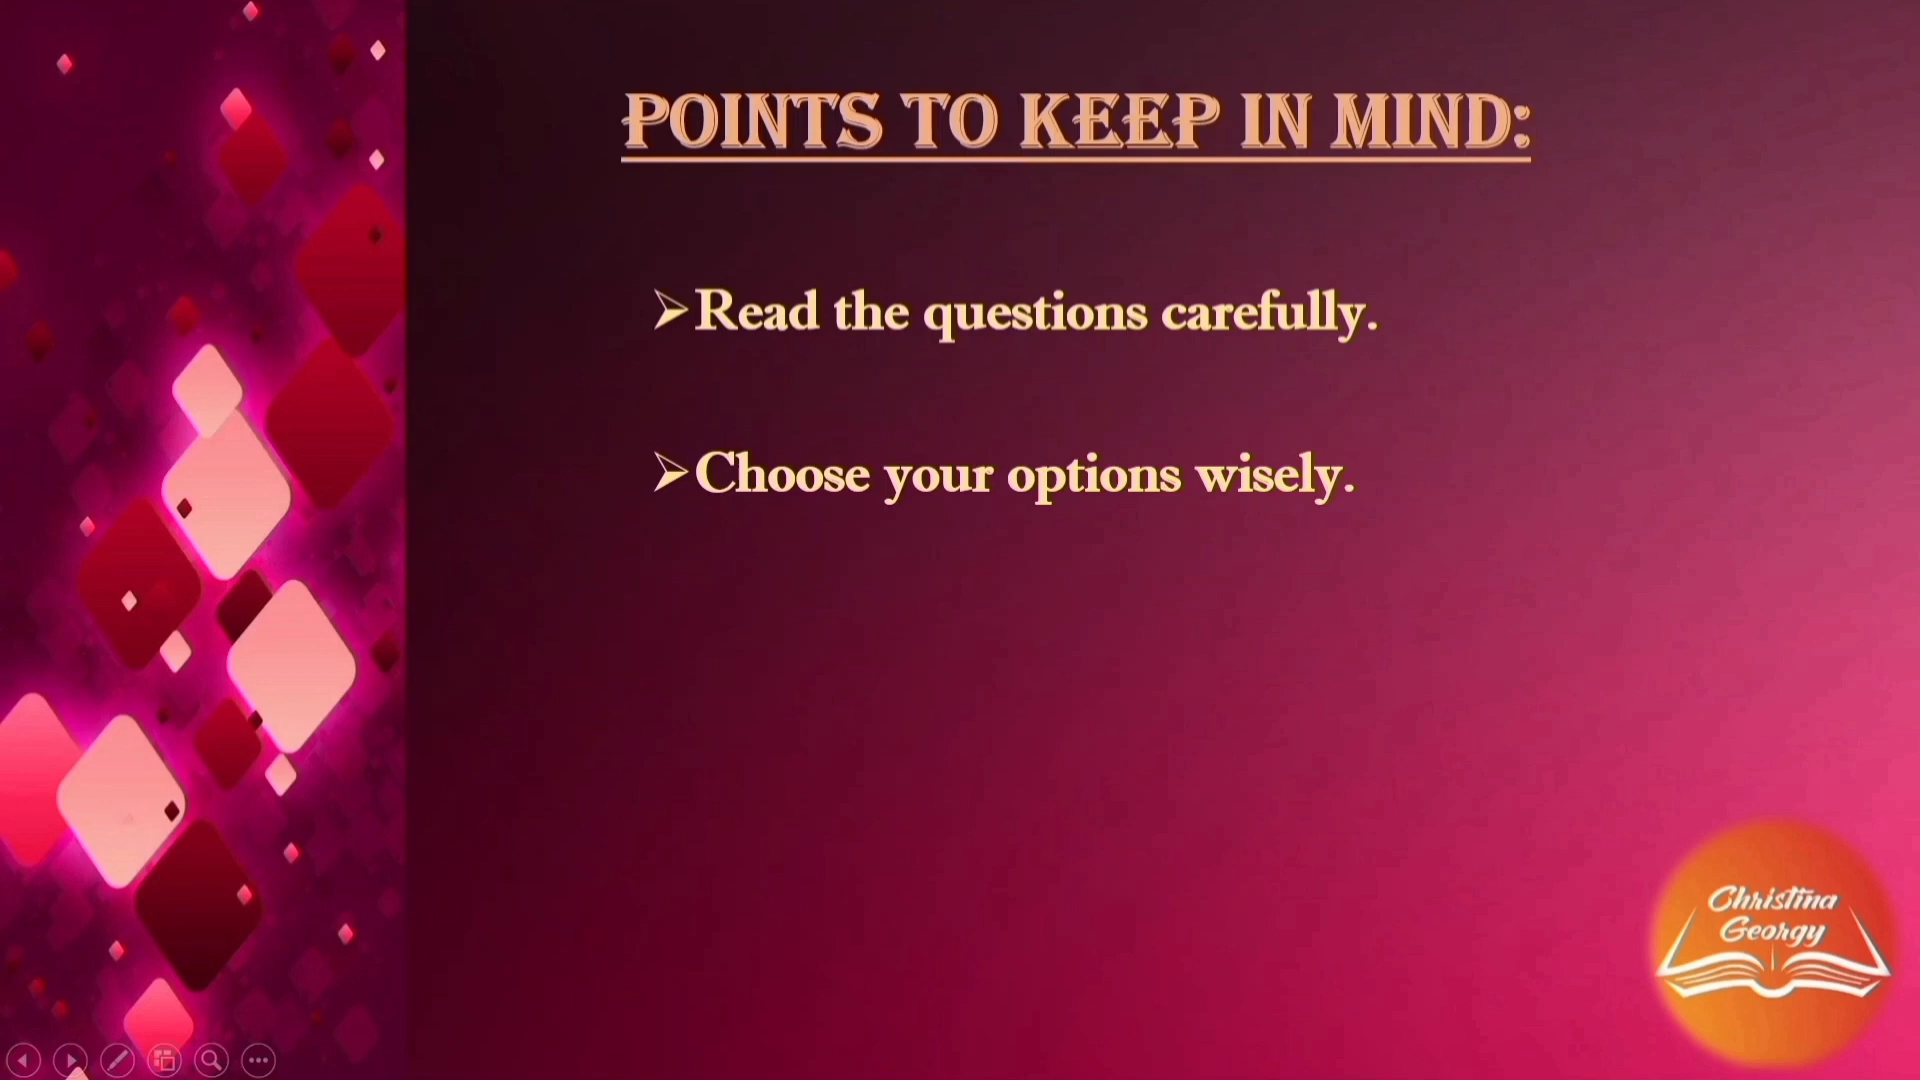 POINTS TO KEEP IN MIND:
➢Read the questions carefully.
➢Choose your options wisely.
Christina
Georgy